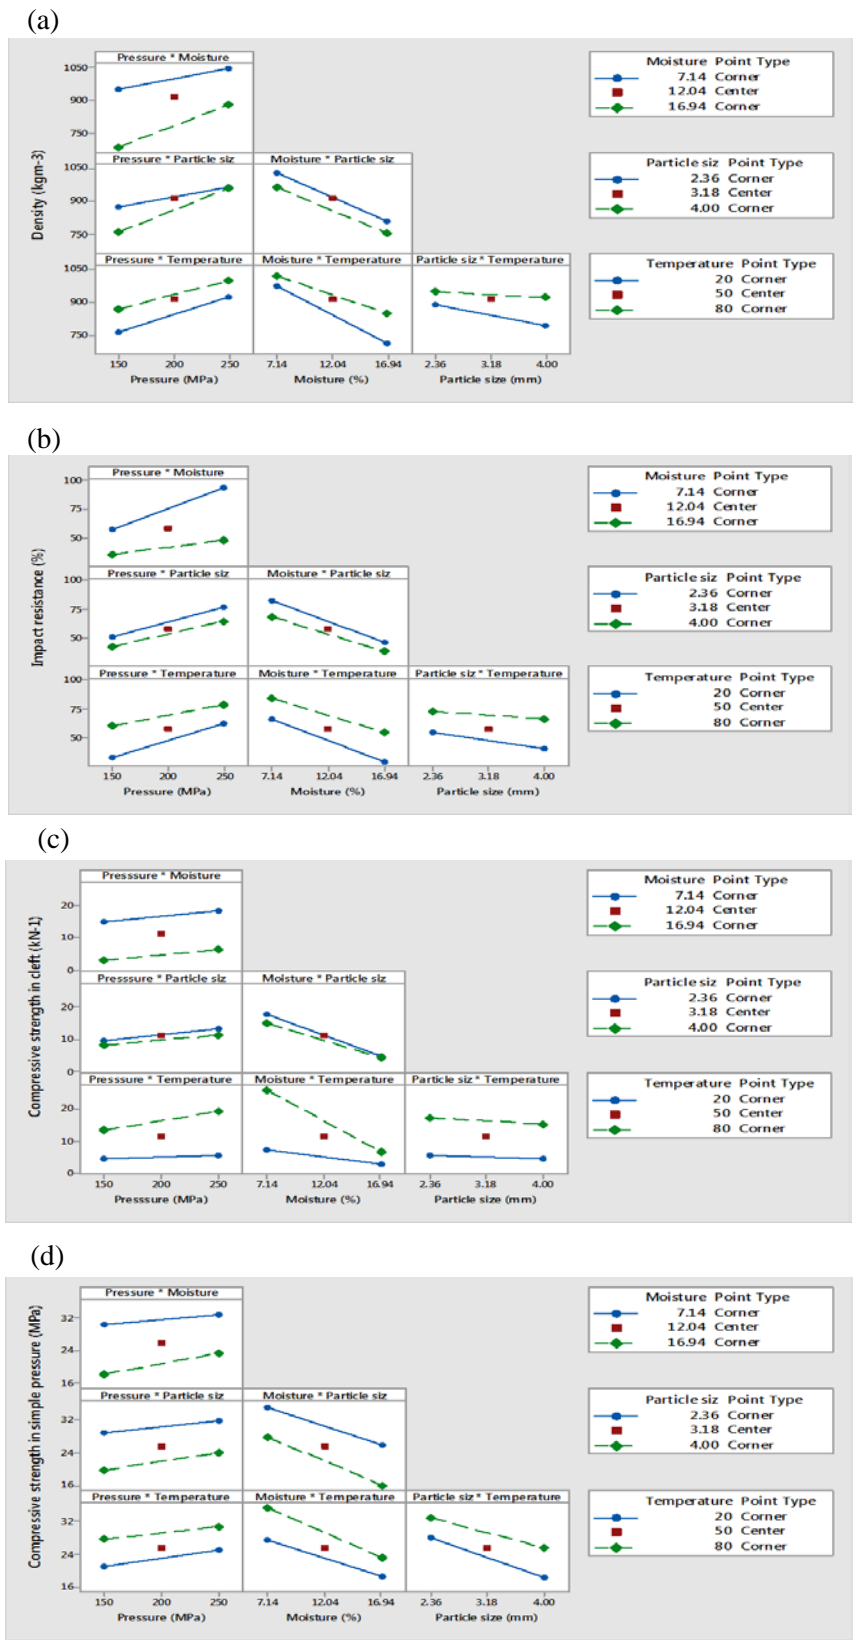 (a)
Pressure * Moisture
1050
900
750
Moisture Point Type
7.14 Corner
12.04 Center
16.94 Corner
Density (kgm-3)
Pressure * Particle siz
Moisture * Particle siz
1050
900
750
Particle siz Point Type
2.36 Corner
3.18 Center
4.00 Corner
Pressure * Temperature
Moisture * Temperature
Particle siz * Temperature
1050
900
750
Temperature Point Type
20 Corner
50 Center
80 Corner
150 200 250
7.14 12.04 16.94
2.36 3.18 4.00
Pressure (MPa)
Moisture (%)
Particle size (mm)
(b)
Pressure * Moisture
100
75
50
Moisture Point Type
7.14 Corner
12.04 Center
16.94 Corner
Impact resistance (%)
Pressure * Particle siz
Moisture * Particle siz
100
75
50
Particle siz Point Type
2.36 Corner
3.18 Center
4.00 Corner
Pressure * Temperature
Moisture * Temperature
Particle siz * Temperature
100
75
50
Temperature Point Type
20 Corner
50 Center
80 Corner
150 200 250
7.14 12.04 16.94
2.36 3.18 4.00
Pressure (MPa)
Moisture (%)
Particle size (mm)
(c)
Presssure * Moisture
20
10
0
Moisture Point Type
7.14 Corner
12.04 Center
16.94 Corner
Compressive strength in cleft (kN-1)
Presssure * Particle siz
Moisture * Particle siz
20
10
0
Particle siz Point Type
2.36 Corner
3.18 Center
4.00 Corner
Presssure * Temperature
Moisture * Temperature
Particle siz * Temperature
20
10
0
Temperature Point Type
20 Corner
50 Center
80 Corner
150 200 250
7.14 12.04 16.94
2.36 3.18 4.00
Presssure (MPa)
Moisture (%)
Particle size (mm)
(d)
Pressure * Moisture
32
24
16
Moisture Point Type
7.14 Corner
12.04 Center
16.94 Corner
Compressive strength in simple pressure (MPa)
Pressure * Particle siz
Moisture * Particle siz
32
24
16
Particle siz Point Type
2.36 Corner
3.18 Center
4.00 Corner
Pressure * Temperature
Moisture * Temperature
Particle siz * Temperature
32
24
16
Temperature Point Type
20 Corner
50 Center
80 Corner
150 200 250
7.14 12.04 16.94
2.36 3.18 4.00
Pressure (MPa)
Moisture (%)
Particle size (mm)